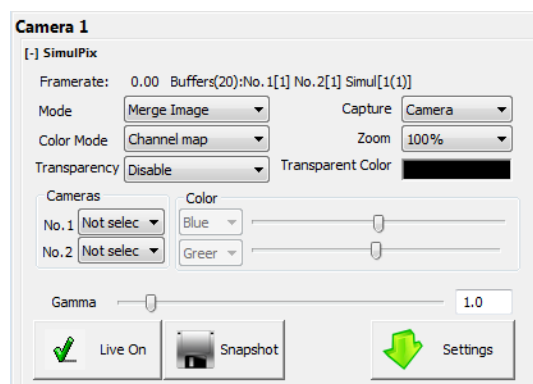 Camera 1
[-] SimulPix
Framerate: 0.00 Buffers(20):No.1[1] No.2[1] Simul[1(1)]
Mode Merge Image Capture Camera
Color Mode Channel map Zoom 100%
Transparency Disable Transparent Color
Cameras Color
No.1 Not selec Blue
No.2 Not selec Greer
Gamma 1.0
Live On Snapshot Settings